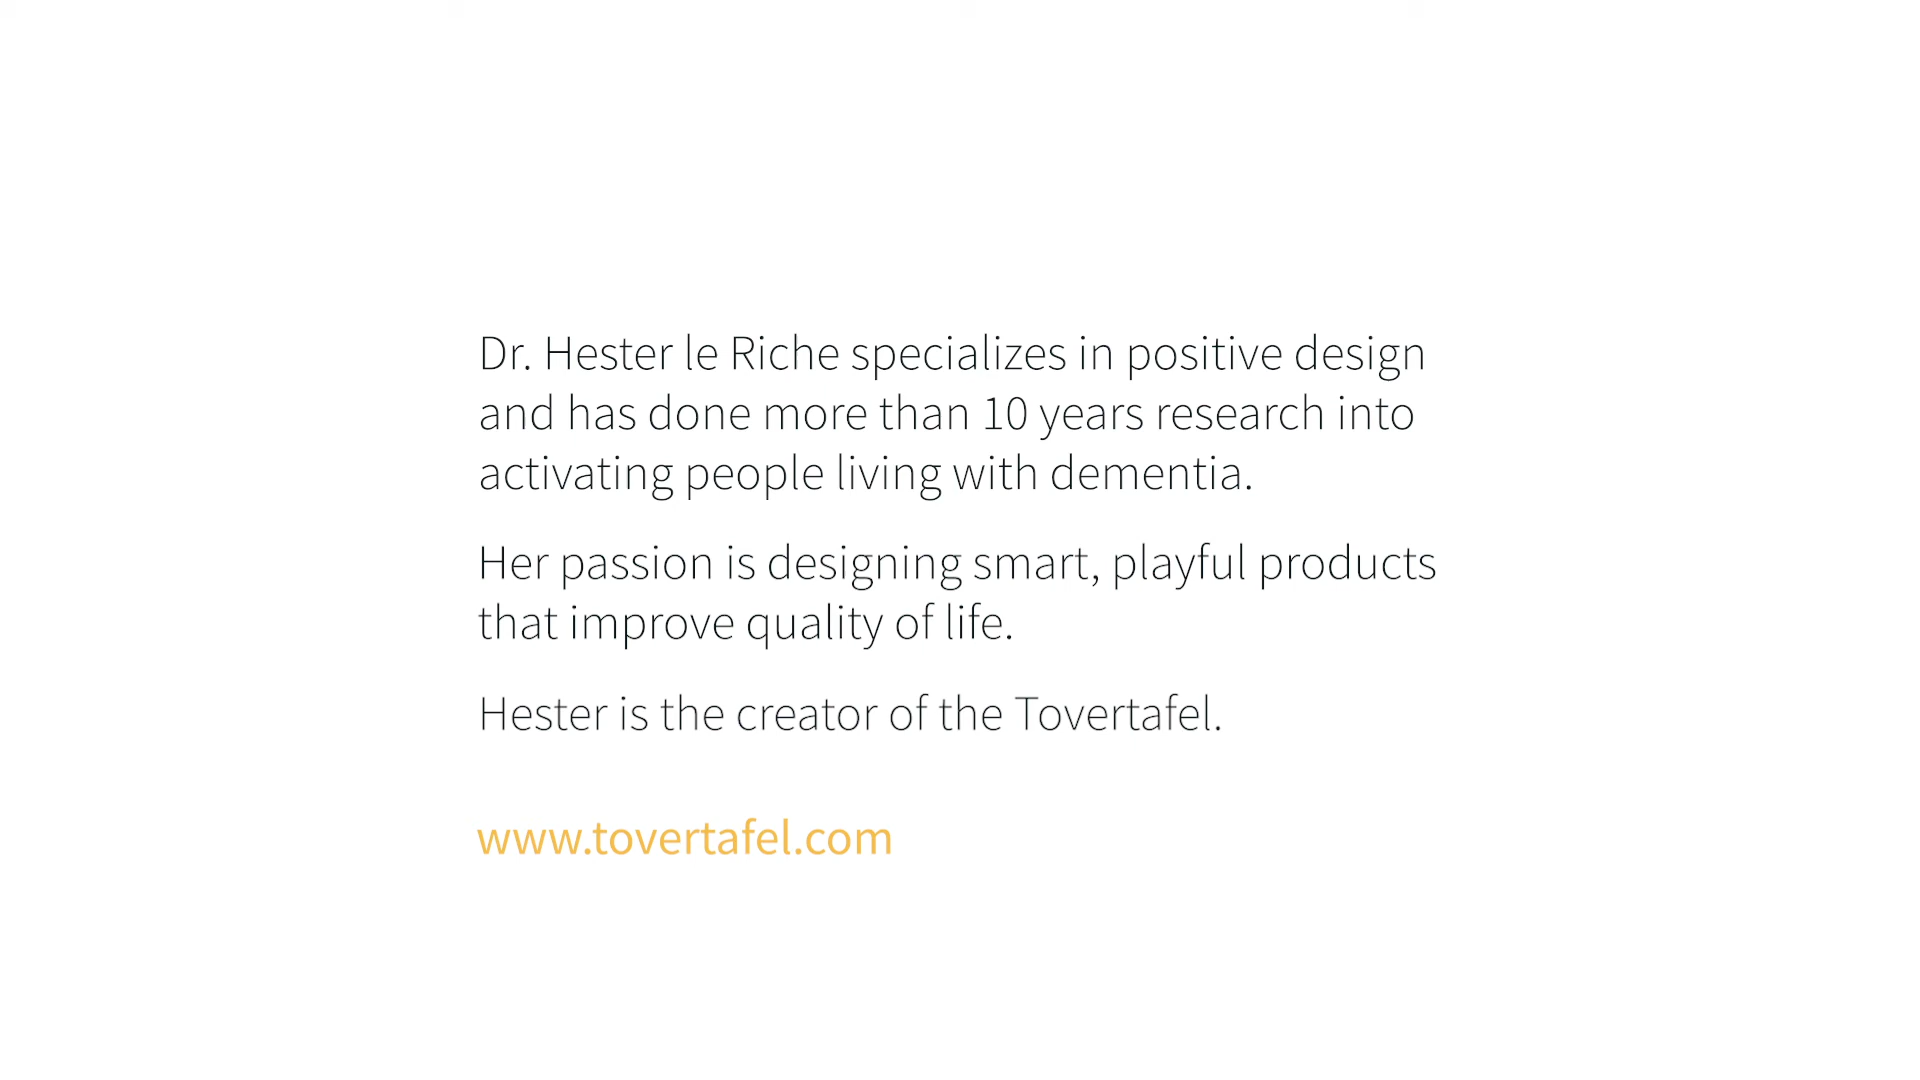 Dr. Hester le Riche specializes in positive design
and has done more than 10 years research into
activating people living with dementia.
Her passion is designing smart, playful products
that improve quality of life.
Hester is the creator of the Tovertafel.
www.tovertafel.com